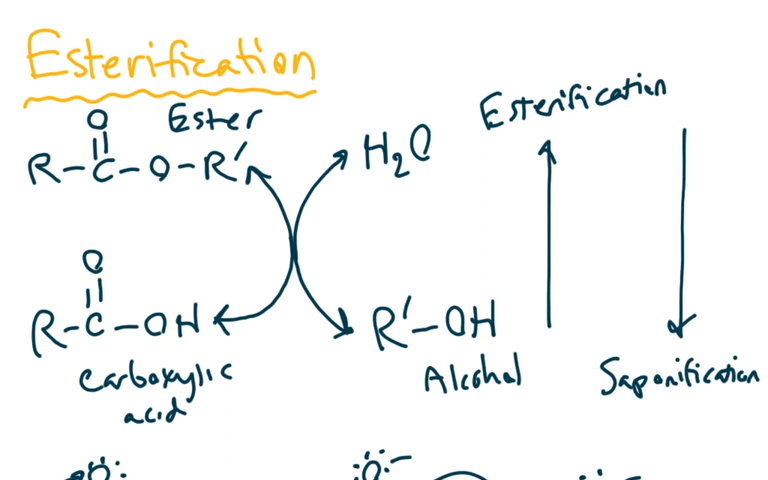 Esterification
Ester
Esterification
O
||
R-C-O-R′
H₂O
O
||
R-C-OH
R′-OH
Carboxylic
acid
Alcohol
Saponification
:O:
:O:-